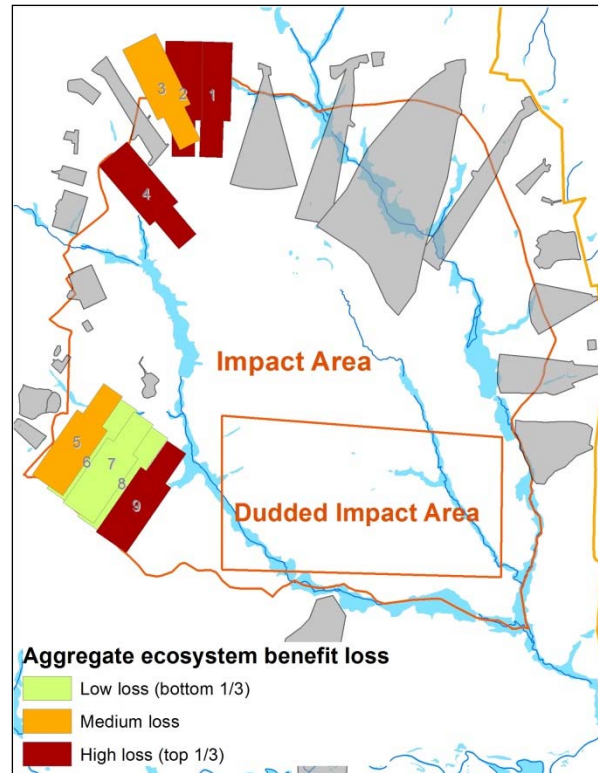 3
2
1
4
Impact Area
5
6
7
8
9
Dudded Impact Area
Aggregate ecosystem benefit loss
Low loss (bottom 1/3)
Medium loss
High loss (top 1/3)